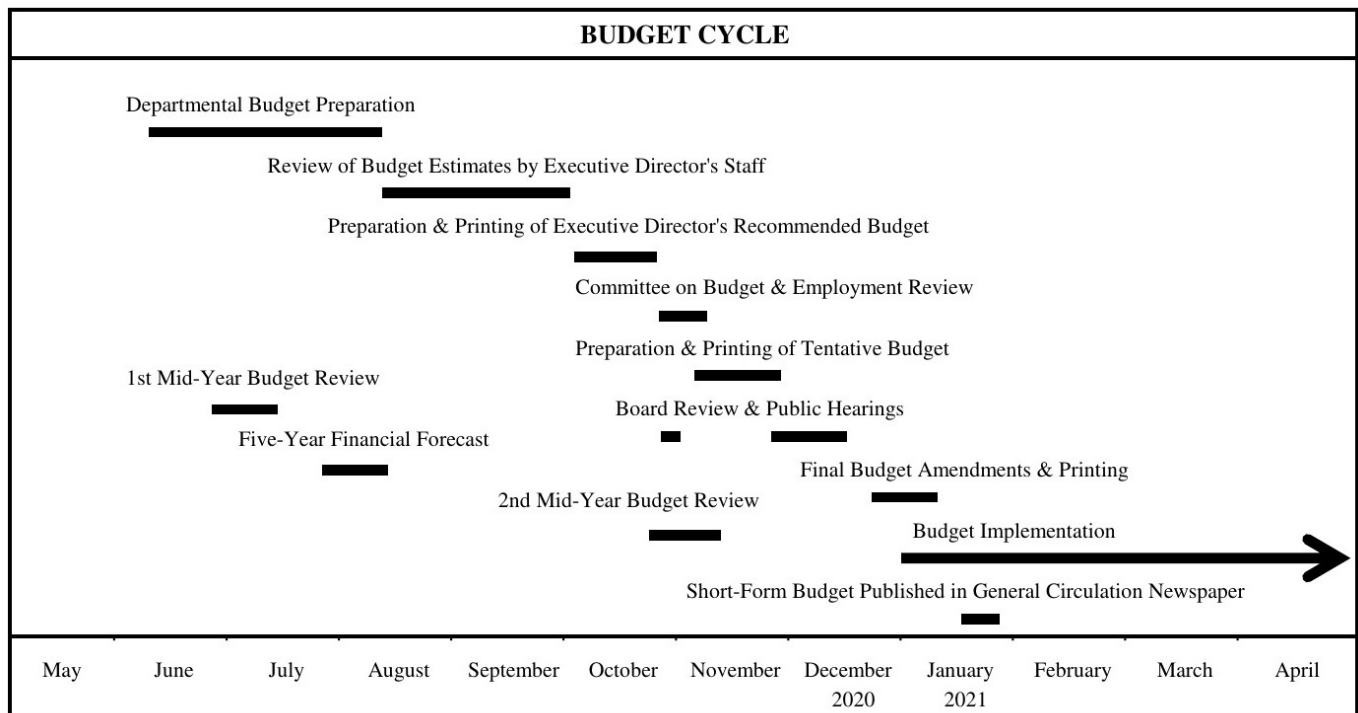 BUDGET CYCLE
Departmental Budget Preparation
Review of Budget Estimates by Executive Director's Staff
Preparation & Printing of Executive Director's Recommended Budget
Committee on Budget & Employment Review
Preparation & Printing of Tentative Budget
1st Mid-Year Budget Review
Board Review & Public Hearings
Five-Year Financial Forecast
Final Budget Amendments & Printing
2nd Mid-Year Budget Review
Budget Implementation
Short-Form Budget Published in General Circulation Newspaper
May June July August September October November December January February March April
2020 2021